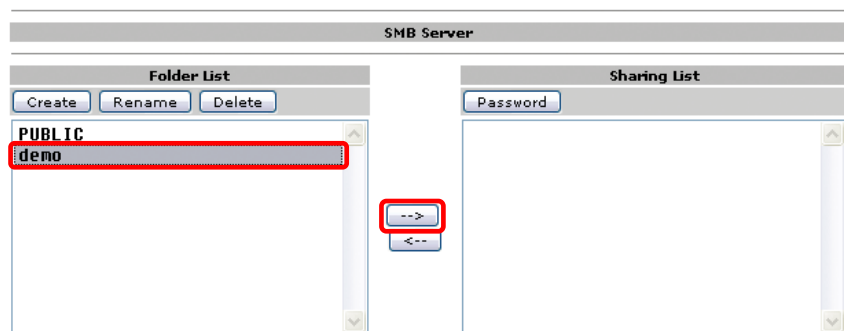 SMB Server
Folder List
Sharing List
Create Rename Delete
Password
PUBLIC
demo
-->
<--